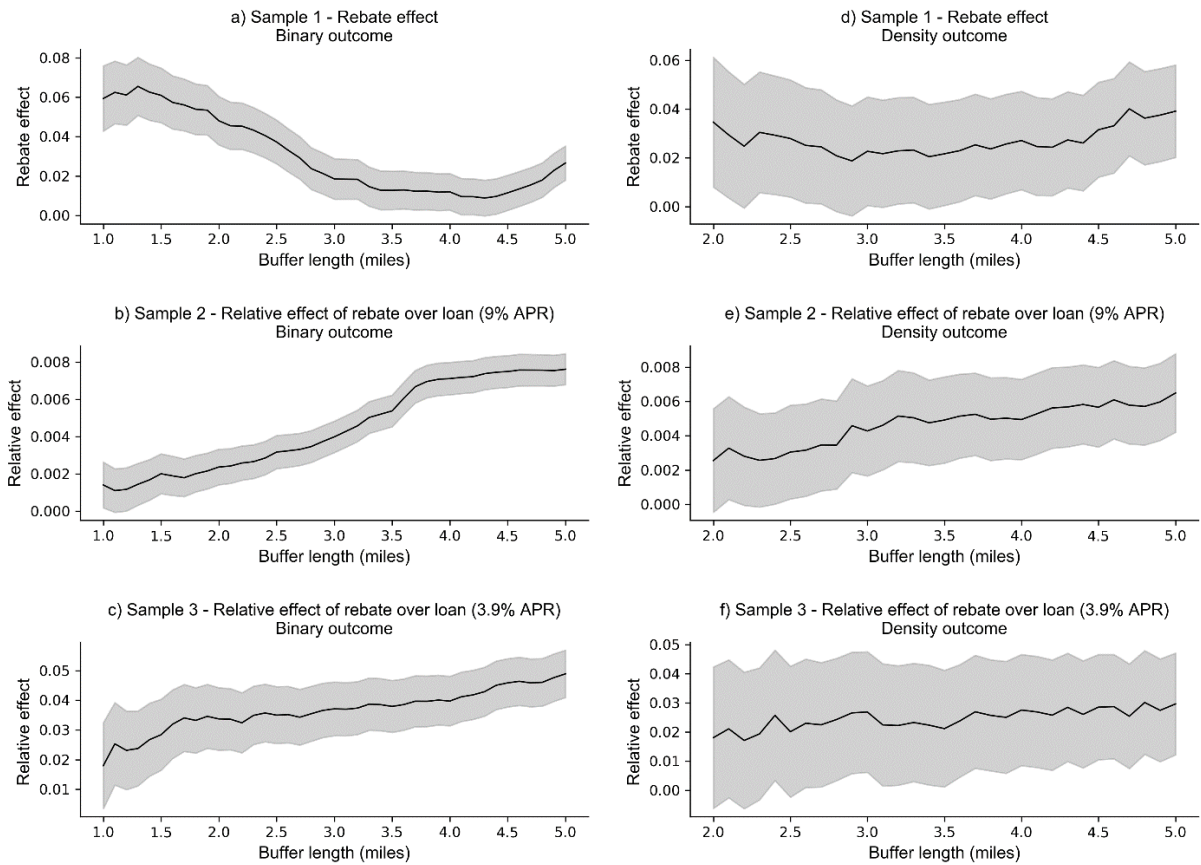 a) Sample 1 - Rebate effect
Binary outcome
Rebate effect
0.08
0.06
0.04
0.02
0.00
1.0 1.5 2.0 2.5 3.0 3.5 4.0 4.5 5.0
Buffer length (miles)
d) Sample 1 - Rebate effect
Density outcome
Rebate effect
0.06
0.04
0.02
0.00
2.0 2.5 3.0 3.5 4.0 4.5 5.0
Buffer length (miles)
b) Sample 2 - Relative effect of rebate over loan (9% APR)
Binary outcome
Relative effect
0.008
0.006
0.004
0.002
0.000
1.0 1.5 2.0 2.5 3.0 3.5 4.0 4.5 5.0
Buffer length (miles)
e) Sample 2 - Relative effect of rebate over loan (9% APR)
Density outcome
Relative effect
0.008
0.006
0.004
0.002
0.000
2.0 2.5 3.0 3.5 4.0 4.5 5.0
Buffer length (miles)
c) Sample 3 - Relative effect of rebate over loan (3.9% APR)
Binary outcome
Relative effect
0.05
0.04
0.03
0.02
0.01
1.0 1.5 2.0 2.5 3.0 3.5 4.0 4.5 5.0
Buffer length (miles)
f) Sample 3 - Relative effect of rebate over loan (3.9% APR)
Density outcome
Relative effect
0.05
0.04
0.03
0.02
0.01
0.00
2.0 2.5 3.0 3.5 4.0 4.5 5.0
Buffer length (miles)